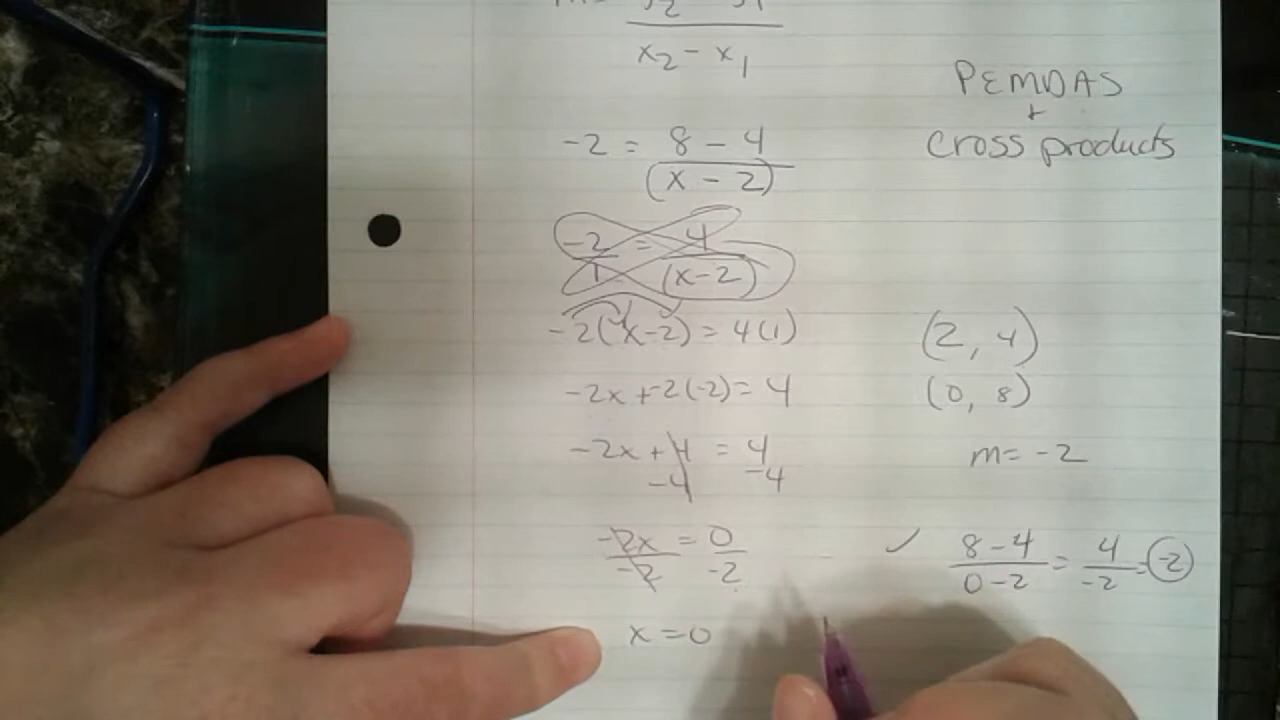 x₂ - x₁
PEMDAS
+
cross products
-2 = 8 - 4
(x - 2)
-2 = 4
1 (x-2)
-2(x-2) = 4(1)
-2x + -2(-2) = 4
-2x + 4 = 4
-4 -4
-2x = 0
-2 -2
x = 0
(2, 4)
(0, 8)
m = -2
✓ 8-4 = 4 = -2
0-2 -2